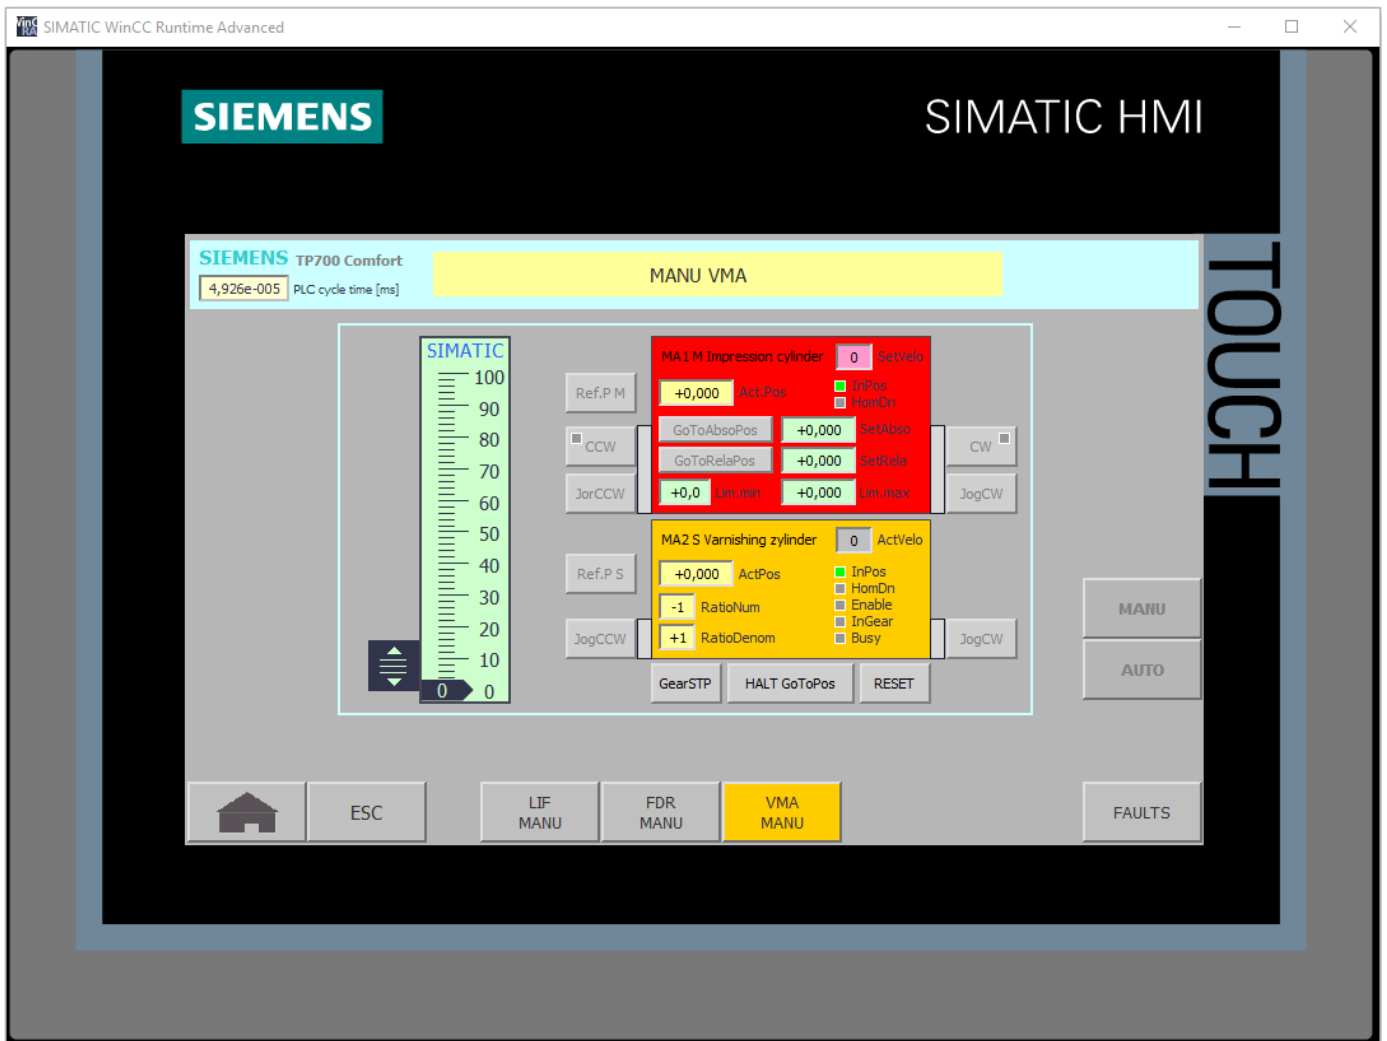 SIMATIC WinCC Runtime Advanced
SIEMENS
SIMATIC HMI
TOUCH
SIEMENS TP700 Comfort
4,926e-005 PLC cycle time [ms]
MANU VMA
SIMATIC
100
90
80
70
60
50
40
30
20
10
0 0
Ref.P M
CCW
JorCCW
MA1 M Impression cylinder 0 SetVelo
+0,000 Act.Pos InPos
HomDn
GoToAbsoPos +0,000 SetAbso
GoToRelaPos +0,000 SetRela
+0,0 Lim.min +0,000 Lim.max
CW
JogCW
Ref.P S
JogCCW
MA2 S Varnishing zylinder 0 ActVelo
+0,000 ActPos InPos
HomDn
-1 RatioNum Enable
InGear
+1 RatioDenom Busy
JogCW
GearSTP HALT GoToPos RESET
MANU
AUTO
ESC
LIF
MANU
FDR
MANU
VMA
MANU
FAULTS